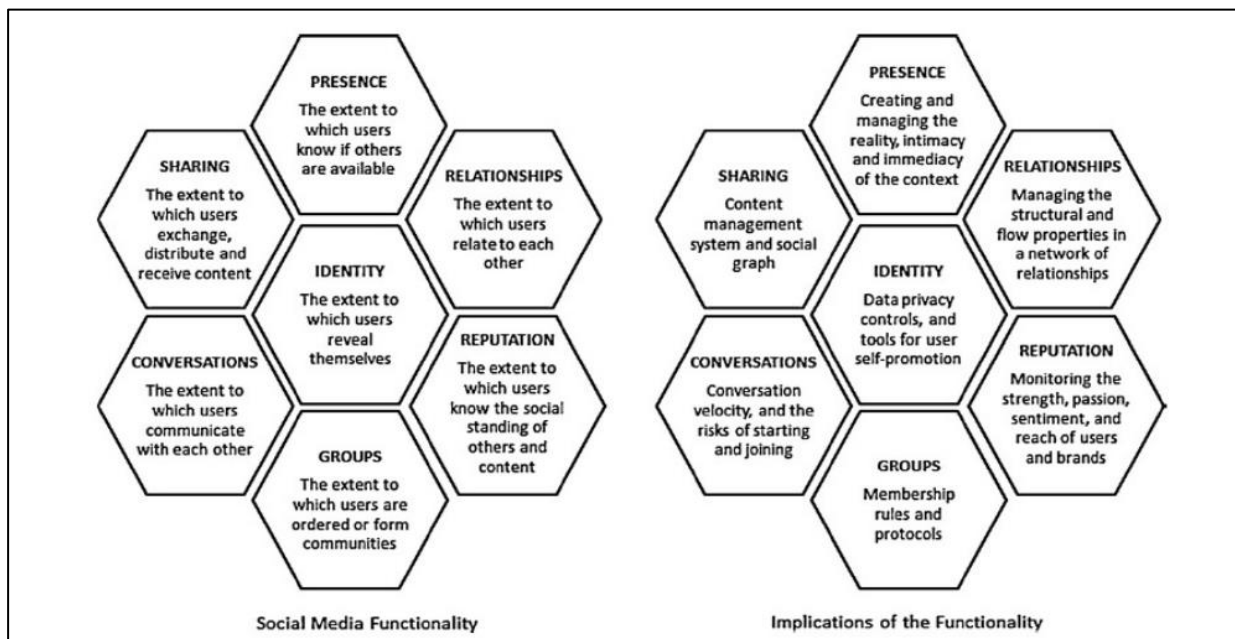 PRESENCE
The extent to
which users
know if others
are available
SHARING
The extent to
which users
exchange,
distribute and
receive content
RELATIONSHIPS
The extent to
which users
relate to each
other
IDENTITY
The extent to
which users
reveal
themselves
CONVERSATIONS
The extent to
which users
communicate
with each other
REPUTATION
The extent to
which users
know the social
standing of
others and
content
GROUPS
The extent to
which users are
ordered or form
communities
Social Media Functionality
PRESENCE
Creating and
managing the
reality, intimacy
and immediacy
of the context
SHARING
Content
management
system and social
graph
RELATIONSHIPS
Managing the
structural and
flow properties in
a network of
relationships
IDENTITY
Data privacy
controls, and
tools for user
self-promotion
CONVERSATIONS
Conversation
velocity, and the
risks of starting
and joining
REPUTATION
Monitoring the
strength, passion,
sentiment, and
reach of users
and brands
GROUPS
Membership
rules and
protocols
Implications of the Functionality